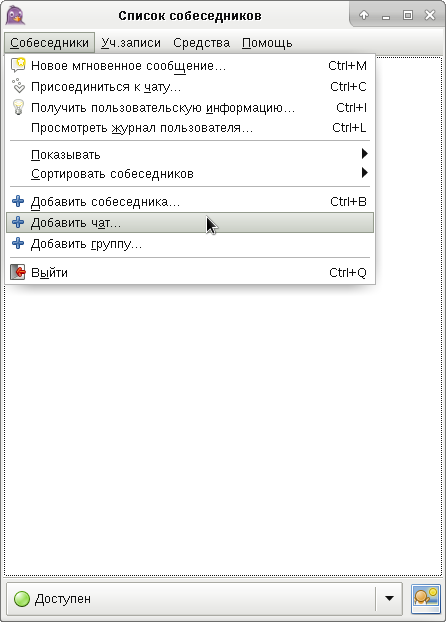 Список собеседников
Собеседники Уч.записи Средства Помощь
Новое мгновенное сообщение... Ctrl+M
Присоединиться к чату... Ctrl+C
Получить пользовательскую информацию... Ctrl+I
Просмотреть журнал пользователя... Ctrl+L
Показывать
Сортировать собеседников
Добавить собеседника... Ctrl+B
Добавить чат...
Добавить группу...
Выйти Ctrl+Q
Доступен